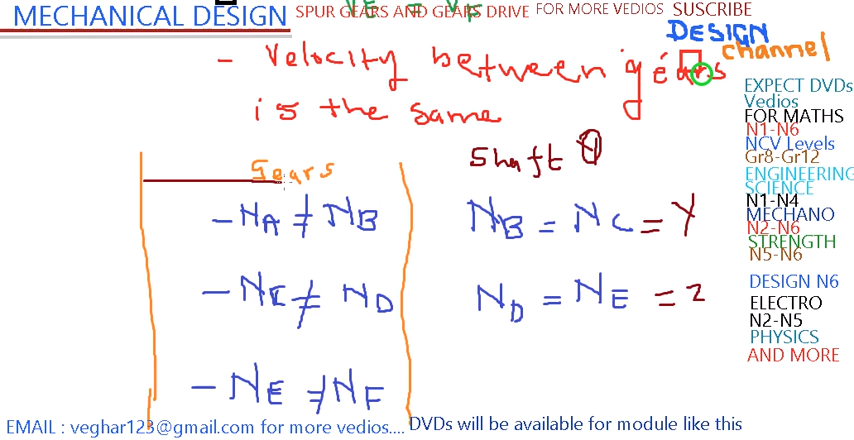 VE = VF
MECHANICAL DESIGN SPUR GEARS AND GEARS DRIVE FOR MORE VEDIOS SUSCRIBE
DESIGN
channel
- Velocity between gears
is the same
Gears
Shaft
- NA ≠ NB
NB = NC = Y
- NC ≠ ND
ND = NE = 2
- NE ≠ NF
EXPECT DVDs
Vedios
FOR MATHS
N1-N6
NCV Levels
Gr8-Gr12
ENGINEERING
SCIENCE
N1-N4
MECHANO
N2-N6
STRENGTH
N5-N6
DESIGN N6
ELECTRO
N2-N5
PHYSICS
AND MORE
EMAIL : veghar123@gmail.com for more vedios.... DVDs will be available for module like this